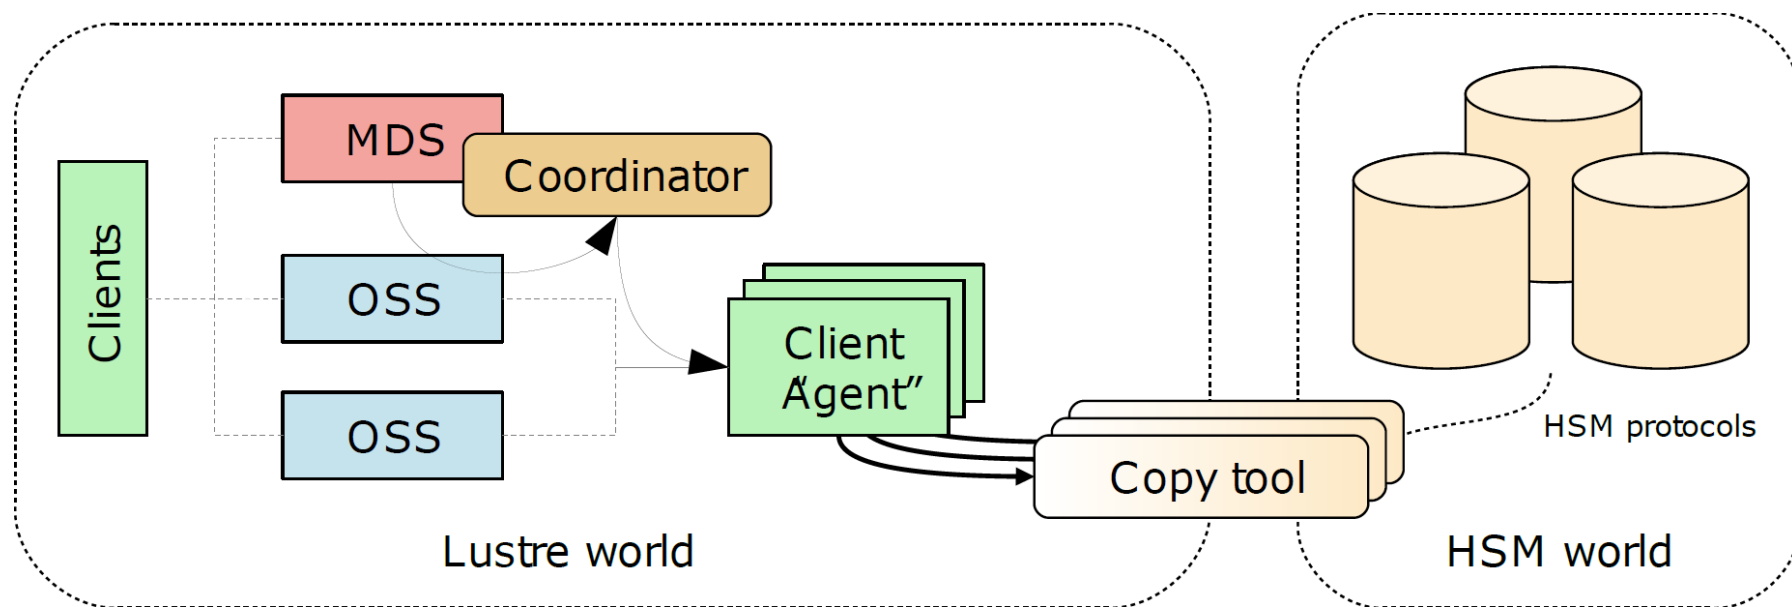 MDS
Coordinator
Clients
OSS
Client
“Agent”
OSS
HSM protocols
Copy tool
Lustre world
HSM world